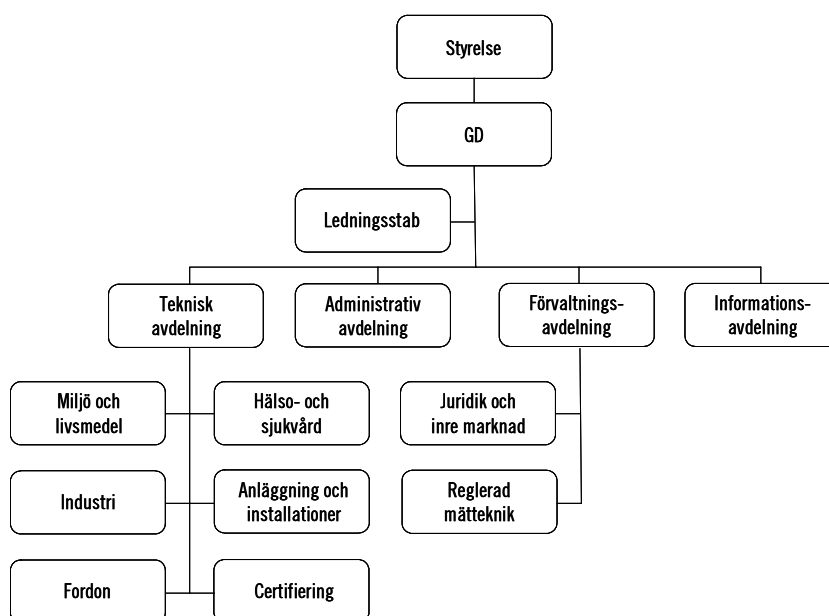 Styrelse
GD
Ledningsstab
Teknisk
avdelning
Administrativ
avdelning
Förvaltnings-
avdelning
Informations-
avdelning
Miljö och
livsmedel
Hälso- och
sjukvård
Juridik och
inre marknad
Industri
Anläggning och
installationer
Reglerad
mätteknik
Fordon
Certifiering